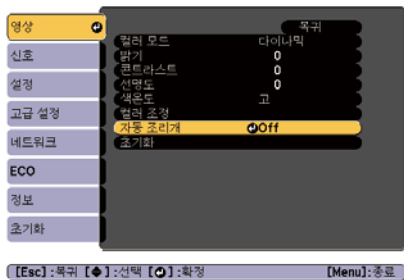 영상
신호
설정
고급 설정
네트워크
ECO
정보
초기화
복귀
컬러 모드 다이나믹
밝기 0
콘트라스트 0
선명도 0
색온도 고
컬러 조정
자동 조리개 Off
초기화
[Esc] :복귀 [◆] :선택 [ ] :확정 [Menu] :종료